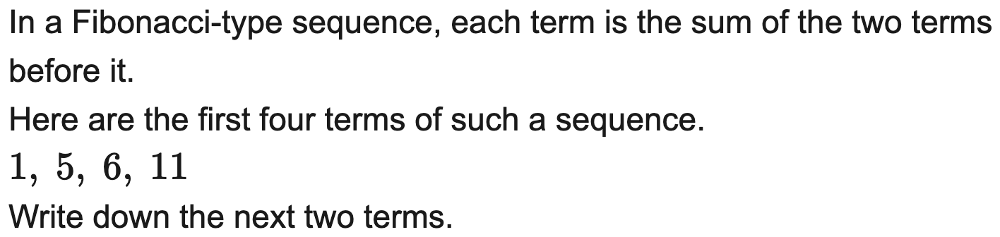 In a Fibonacci-type sequence, each term is the sum of the two terms
before it.
Here are the first four terms of such a sequence.
1, 5, 6, 11
Write down the next two terms.